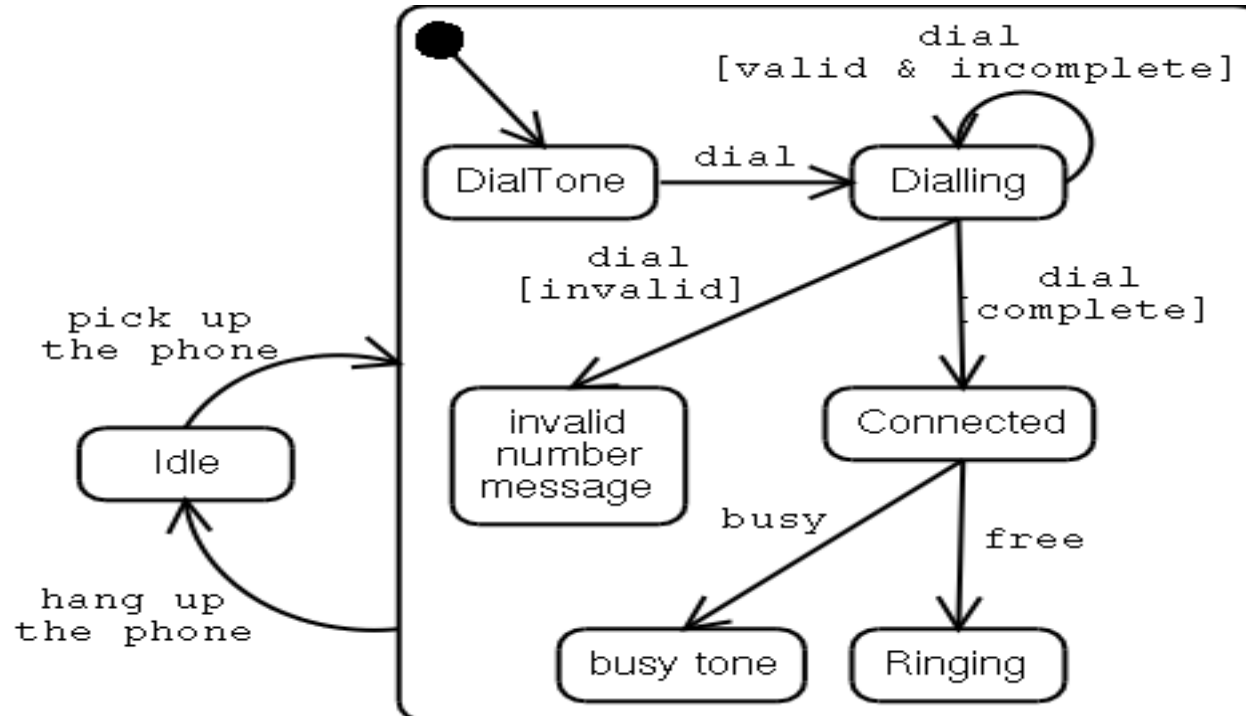 dial
[valid & incomplete]
DialTone
dial
Dialling
dial
[invalid]
dial
[complete]
pick up
the phone
Idle
hang up
the phone
invalid
number
message
Connected
busy
free
busy tone
Ringing